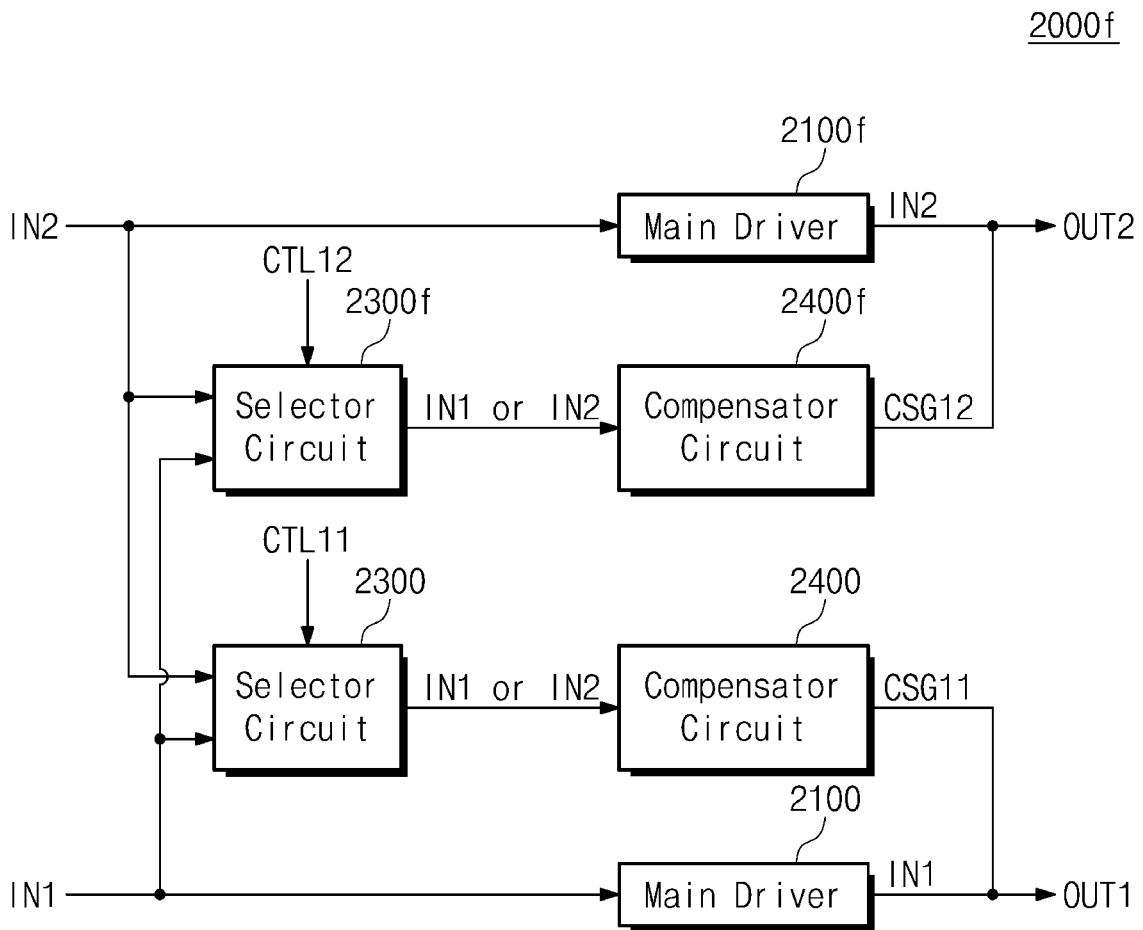 2000f
2100f
IN2
Main Driver
IN2
OUT2
CTL12
2300f
2400f
Selector
Circuit
IN1 or IN2
Compensator
Circuit
CSG12
CTL11
2300
2400
Selector
Circuit
IN1 or IN2
Compensator
Circuit
CSG11
2100
IN1
Main Driver
IN1
OUT1